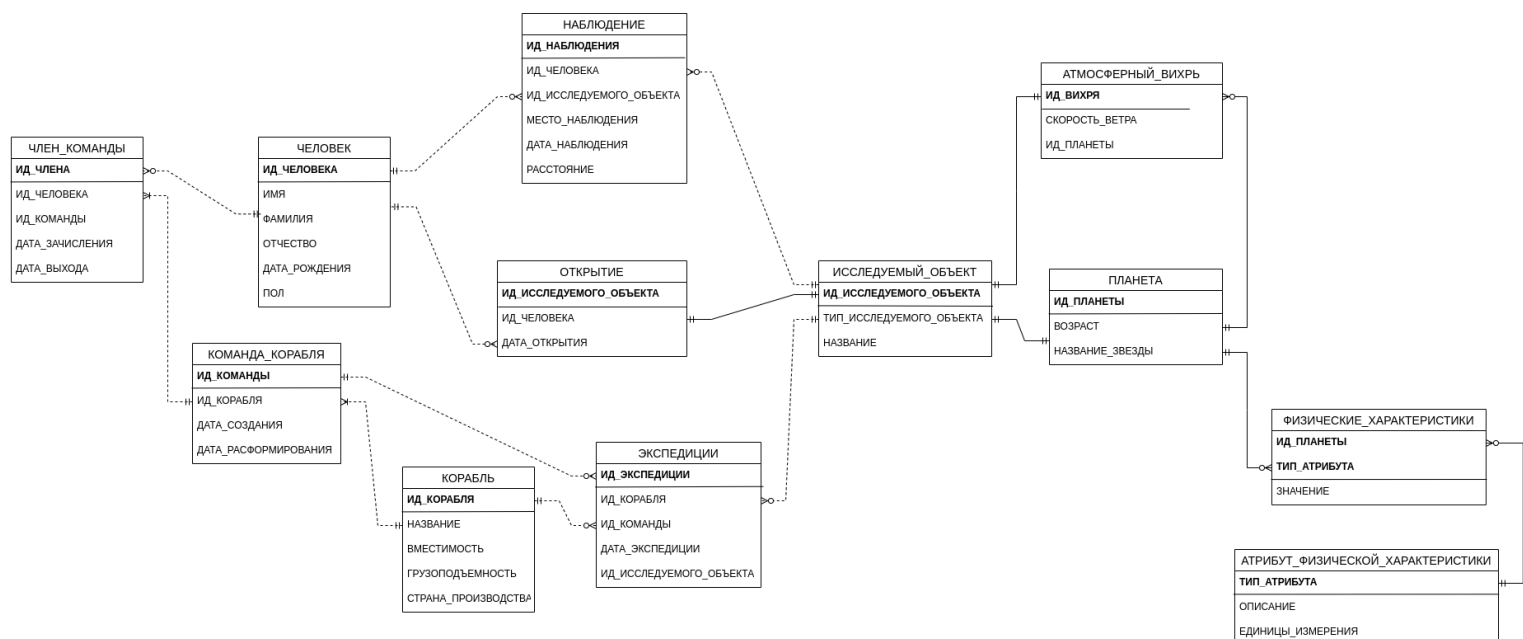 НАБЛЮДЕНИЕ
ИД_НАБЛЮДЕНИЯ
ИД_ЧЕЛОВЕКА
ИД_ИССЛЕДУЕМОГО_ОБЪЕКТА
МЕСТО_НАБЛЮДЕНИЯ
ДАТА_НАБЛЮДЕНИЯ
РАССТОЯНИЕ
АТМОСФЕРНЫЙ_ВИХРЬ
ИД_ВИХРЯ
СКОРОСТЬ_ВЕТРА
ИД_ПЛАНЕТЫ
ЧЛЕН_КОМАНДЫ
ИД_ЧЛЕНА
ИД_ЧЕЛОВЕКА
ИД_КОМАНДЫ
ДАТА_ЗАЧИСЛЕНИЯ
ДАТА_ВЫХОДА
ЧЕЛОВЕК
ИД_ЧЕЛОВЕКА
ИМЯ
ФАМИЛИЯ
ОТЧЕСТВО
ДАТА_РОЖДЕНИЯ
ПОЛ
ОТКРЫТИЕ
ИД_ИССЛЕДУЕМОГО_ОБЪЕКТА
ИД_ЧЕЛОВЕКА
ДАТА_ОТКРЫТИЯ
ИССЛЕДУЕМЫЙ_ОБЪЕКТ
ИД_ИССЛЕДУЕМОГО_ОБЪЕКТА
ТИП_ИССЛЕДУЕМОГО_ОБЪЕКТА
НАЗВАНИЕ
ПЛАНЕТА
ИД_ПЛАНЕТЫ
ВОЗРАСТ
НАЗВАНИЕ_ЗВЕЗДЫ
КОМАНДА_КОРАБЛЯ
ИД_КОМАНДЫ
ИД_КОРАБЛЯ
ДАТА_СОЗДАНИЯ
ДАТА_РАСФОРМИРОВАНИЯ
КОРАБЛЬ
ИД_КОРАБЛЯ
НАЗВАНИЕ
ВМЕСТИМОСТЬ
ГРУЗОПОДЪЕМНОСТЬ
СТРАНА_ПРОИЗВОДСТВА
ЭКСПЕДИЦИИ
ИД_ЭКСПЕДИЦИИ
ИД_КОРАБЛЯ
ИД_КОМАНДЫ
ДАТА_ЭКСПЕДИЦИИ
ИД_ИССЛЕДУЕМОГО_ОБЪЕКТА
ФИЗИЧЕСКИЕ_ХАРАКТЕРИСТИКИ
ИД_ПЛАНЕТЫ
ТИП_АТРИБУТА
ЗНАЧЕНИЕ
АТРИБУТ_ФИЗИЧЕСКОЙ_ХАРАКТЕРИСТИКИ
ТИП_АТРИБУТА
ОПИСАНИЕ
ЕДИНИЦЫ_ИЗМЕРЕНИЯ